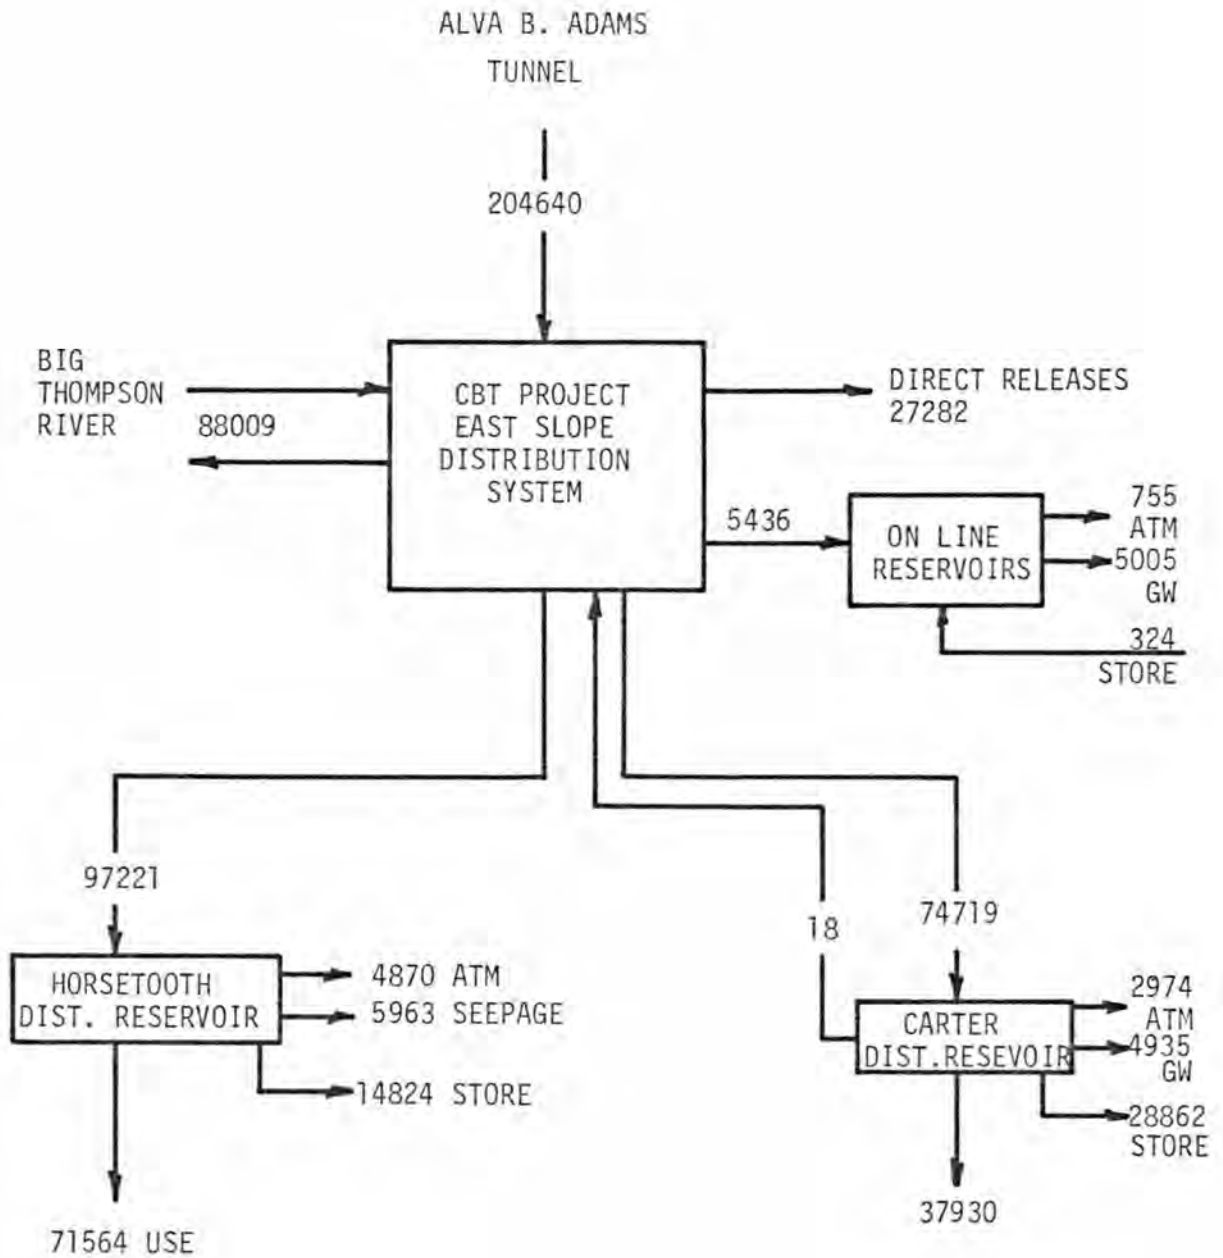 ALVA B. ADAMS
TUNNEL
204640
BIG
THOMPSON
RIVER
88009
CBT PROJECT
EAST SLOPE
DISTRIBUTION
SYSTEM
DIRECT RELEASES
27282
5436
ON LINE
RESERVOIRS
755
ATM
5005
GW
324
STORE
97221
HORSETOOTH
DIST. RESERVOIR
4870 ATM
5963 SEEPAGE
14824 STORE
71564 USE
18
74719
CARTER
DIST.RESEVOIR
2974
ATM
4935
GW
28862
STORE
37930